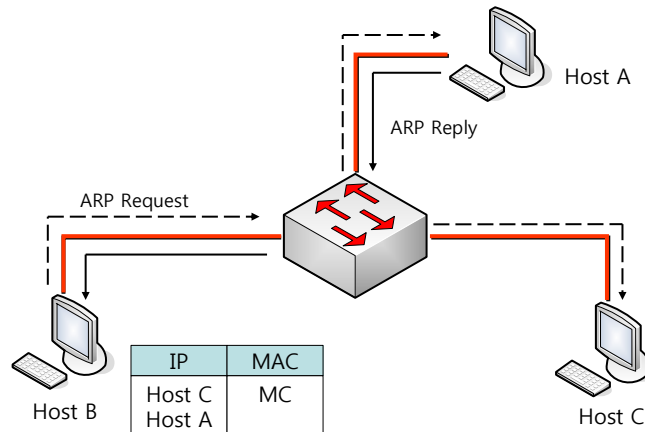 Host A
ARP Reply
ARP Request
Host B
IP MAC
Host C MC
Host A
Host C